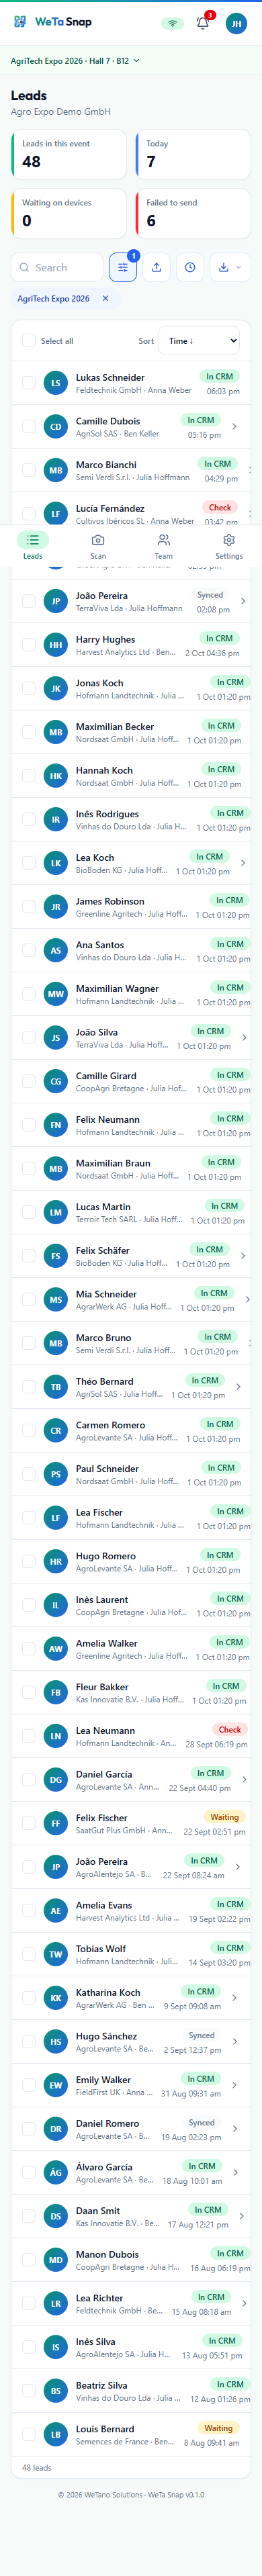 WeTa Snap
3
JH
AgriTech Expo 2026 · Hall 7 · B12
Leads
Agro Expo Demo GmbH
Leads in this event
48
Today
7
Waiting on devices
0
Failed to send
6
Search
1
AgriTech Expo 2026 ×
Select all
Sort
Time ↓
LS
Lukas Schneider
In CRM
Feldtechnik GmbH · Anna Weber
06:03 pm
CD
Camille Dubois
In CRM
AgriSol SAS · Ben Keller
05:16 pm
MB
Marco Bianchi
In CRM
Semi Verdi S.r.l. · Julia Hoffmann
04:29 pm
LF
Lucía Fernández
Check
Cultivos Ibéricos SL · Anna Weber
03:42 pm
Leads
Scan
Team
Settings
JP
João Pereira
Synced
TerraViva Lda · Julia Hoffmann
02:08 pm
HH
Harry Hughes
In CRM
Harvest Analytics Ltd · Ben...
2 Oct 04:36 pm
JK
Jonas Koch
In CRM
Hofmann Landtechnik · Julia ...
1 Oct 01:20 pm
MB
Maximilian Becker
In CRM
Nordsaat GmbH · Julia Hoff...
1 Oct 01:20 pm
HK
Hannah Koch
In CRM
Nordsaat GmbH · Julia Hoff...
1 Oct 01:20 pm
IR
Inês Rodrigues
In CRM
Vinhas do Douro Lda · Julia H...
1 Oct 01:20 pm
LK
Lea Koch
In CRM
BioBoden KG · Julia Hoff...
1 Oct 01:20 pm
JR
James Robinson
In CRM
Greenline Agritech · Julia Hoff...
1 Oct 01:20 pm
AS
Ana Santos
In CRM
Vinhas do Douro Lda · Julia H...
1 Oct 01:20 pm
MW
Maximilian Wagner
In CRM
Hofmann Landtechnik · Julia ...
1 Oct 01:20 pm
JS
João Silva
In CRM
TerraViva Lda · Julia Hoff...
1 Oct 01:20 pm
CG
Camille Girard
In CRM
CoopAgri Bretagne · Julia Hof...
1 Oct 01:20 pm
FN
Felix Neumann
In CRM
Hofmann Landtechnik · Julia ...
1 Oct 01:20 pm
MB
Maximilian Braun
In CRM
Nordsaat GmbH · Julia Hoff...
1 Oct 01:20 pm
LM
Lucas Martin
In CRM
Terroir Tech SARL · Julia Hoff...
1 Oct 01:20 pm
FS
Felix Schäfer
In CRM
BioBoden KG · Julia Hoff...
1 Oct 01:20 pm
MS
Mia Schneider
In CRM
AgrarWerk AG · Julia Hoff...
1 Oct 01:20 pm
MB
Marco Bruno
In CRM
Semi Verdi S.r.l. · Julia Hoff...
1 Oct 01:20 pm
TB
Théo Bernard
In CRM
AgriSol SAS · Julia Hoff...
1 Oct 01:20 pm
CR
Carmen Romero
In CRM
AgroLevante SA · Julia Hoff...
1 Oct 01:20 pm
PS
Paul Schneider
In CRM
Nordsaat GmbH · Julia Hoff...
1 Oct 01:20 pm
LF
Lea Fischer
In CRM
Hofmann Landtechnik · Julia ...
1 Oct 01:20 pm
HR
Hugo Romero
In CRM
AgroLevante SA · Julia Hoff...
1 Oct 01:20 pm
IL
Inès Laurent
In CRM
CoopAgri Bretagne · Julia Hof...
1 Oct 01:20 pm
AW
Amelia Walker
In CRM
Greenline Agritech · Julia Hoff...
1 Oct 01:20 pm
FB
Fleur Bakker
In CRM
Kas Innovatie B.V. · Julia Hoff...
1 Oct 01:20 pm
LN
Lea Neumann
Check
Hofmann Landtechnik · An...
28 Sept 06:19 pm
DG
Daniel García
In CRM
AgroLevante SA · Ann...
22 Sept 04:40 pm
FF
Felix Fischer
Waiting
SaatGut Plus GmbH · Ann...
22 Sept 02:51 pm
JP
João Pereira
In CRM
AgroAlentejo SA · B...
22 Sept 08:24 am
AE
Amelia Evans
In CRM
Harvest Analytics Ltd · Julia ...
19 Sept 02:22 pm
TW
Tobias Wolf
In CRM
Hofmann Landtechnik · Juli...
14 Sept 03:20 pm
KK
Katharina Koch
In CRM
AgrarWerk AG · Ben ...
9 Sept 09:08 am
HS
Hugo Sánchez
Synced
AgroLevante SA · Be...
2 Sept 12:37 pm
EW
Emily Walker
In CRM
FieldFirst UK · Anna ...
31 Aug 09:31 am
DR
Daniel Romero
Synced
AgroLevante SA · B...
19 Aug 02:23 pm
ÁG
Álvaro García
In CRM
AgroLevante SA · Be...
18 Aug 10:01 am
DS
Daan Smit
In CRM
Kas Innovatie B.V. · Be...
17 Aug 12:21 pm
MD
Manon Dubois
In CRM
CoopAgri Bretagne · Julia H...
16 Aug 06:19 pm
LR
Lea Richter
In CRM
Feldtechnik GmbH · Be...
15 Aug 08:18 am
IS
Inês Silva
In CRM
AgroAlentejo SA · Julia H...
13 Aug 05:51 pm
BS
Beatriz Silva
In CRM
Vinhas do Douro Lda · Julia ...
12 Aug 01:26 pm
LB
Louis Bernard
Waiting
Semences de France · Ben...
8 Aug 09:41 am
48 leads
© 2026 WeTano Solutions · WeTa Snap v0.1.0